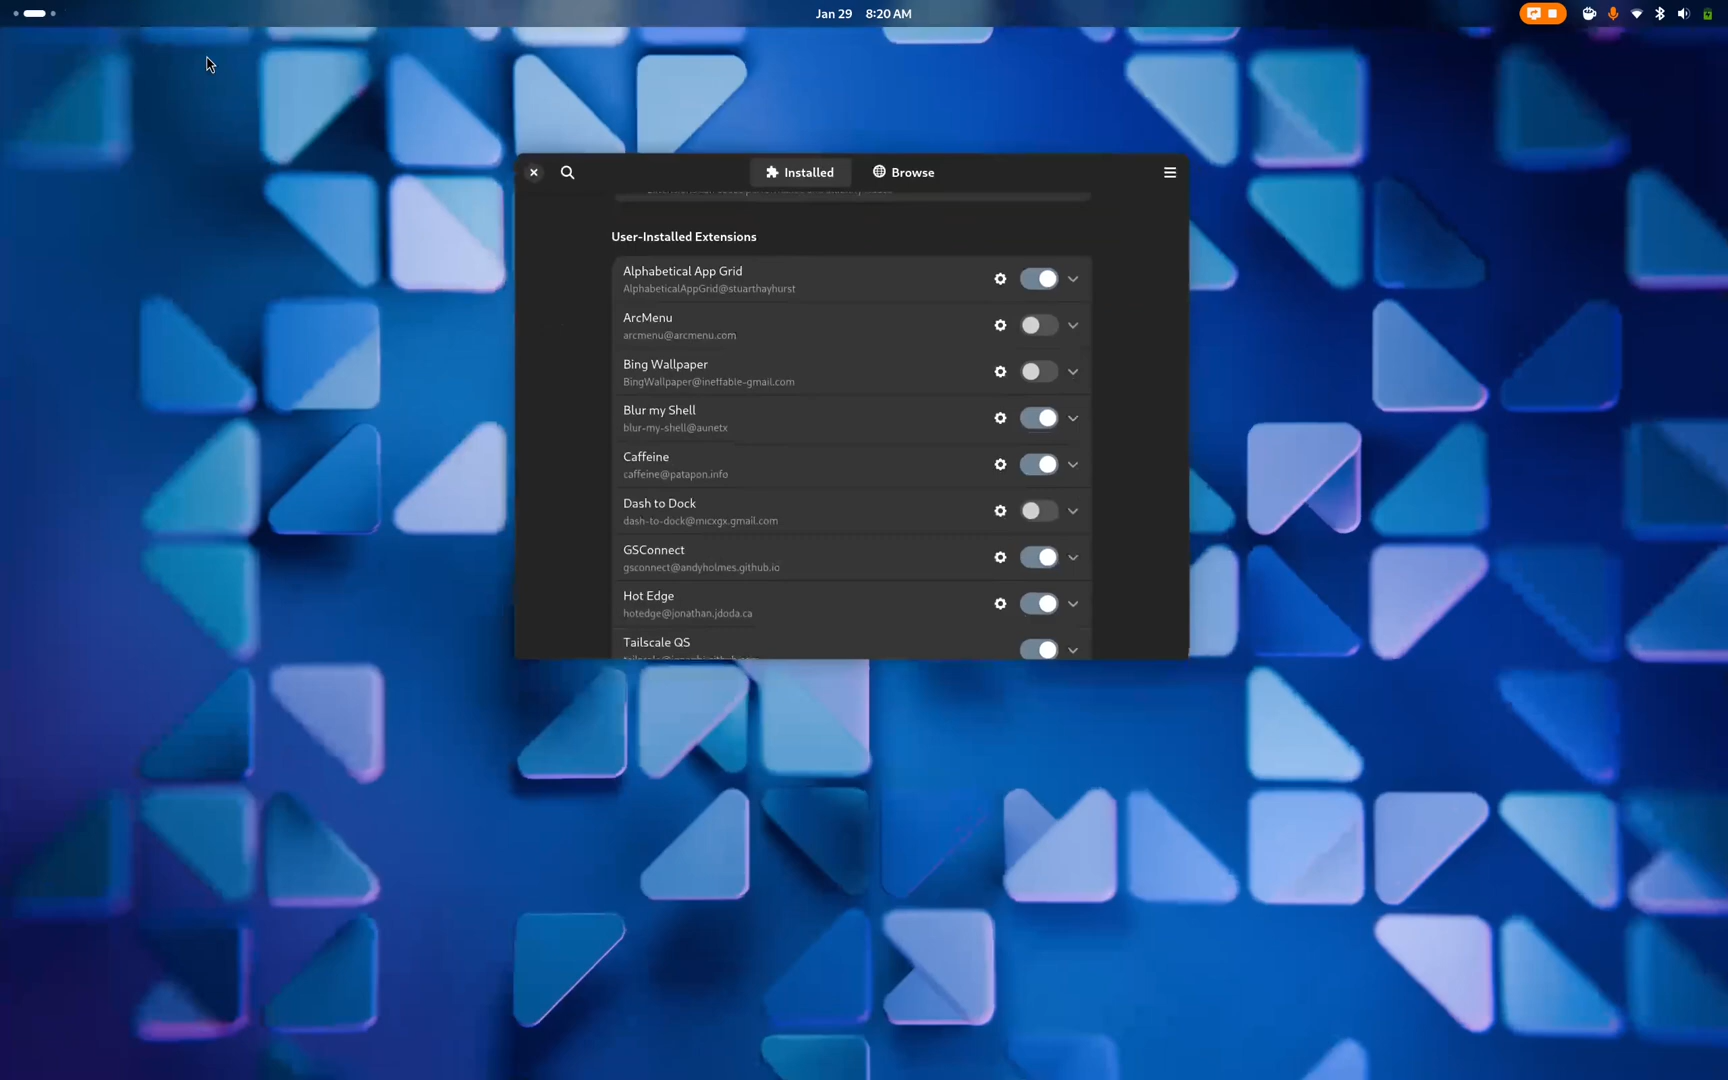 Jan 29 8:20 AM
Installed
Browse
User-Installed Extensions
Alphabetical App Grid
AlphabeticalAppGrid@stuarthayhurst
ArcMenu
arcmenu@arcmenu.com
Bing Wallpaper
BingWallpaper@ineffable-gmail.com
Blur my Shell
blur-my-shell@aunetx
Caffeine
caffeine@patapon.info
Dash to Dock
dash-to-dock@micxgx.gmail.com
GSConnect
gsconnect@andyholmes.github.io
Hot Edge
hotedge@jonathan.jdoda.ca
Tailscale QS